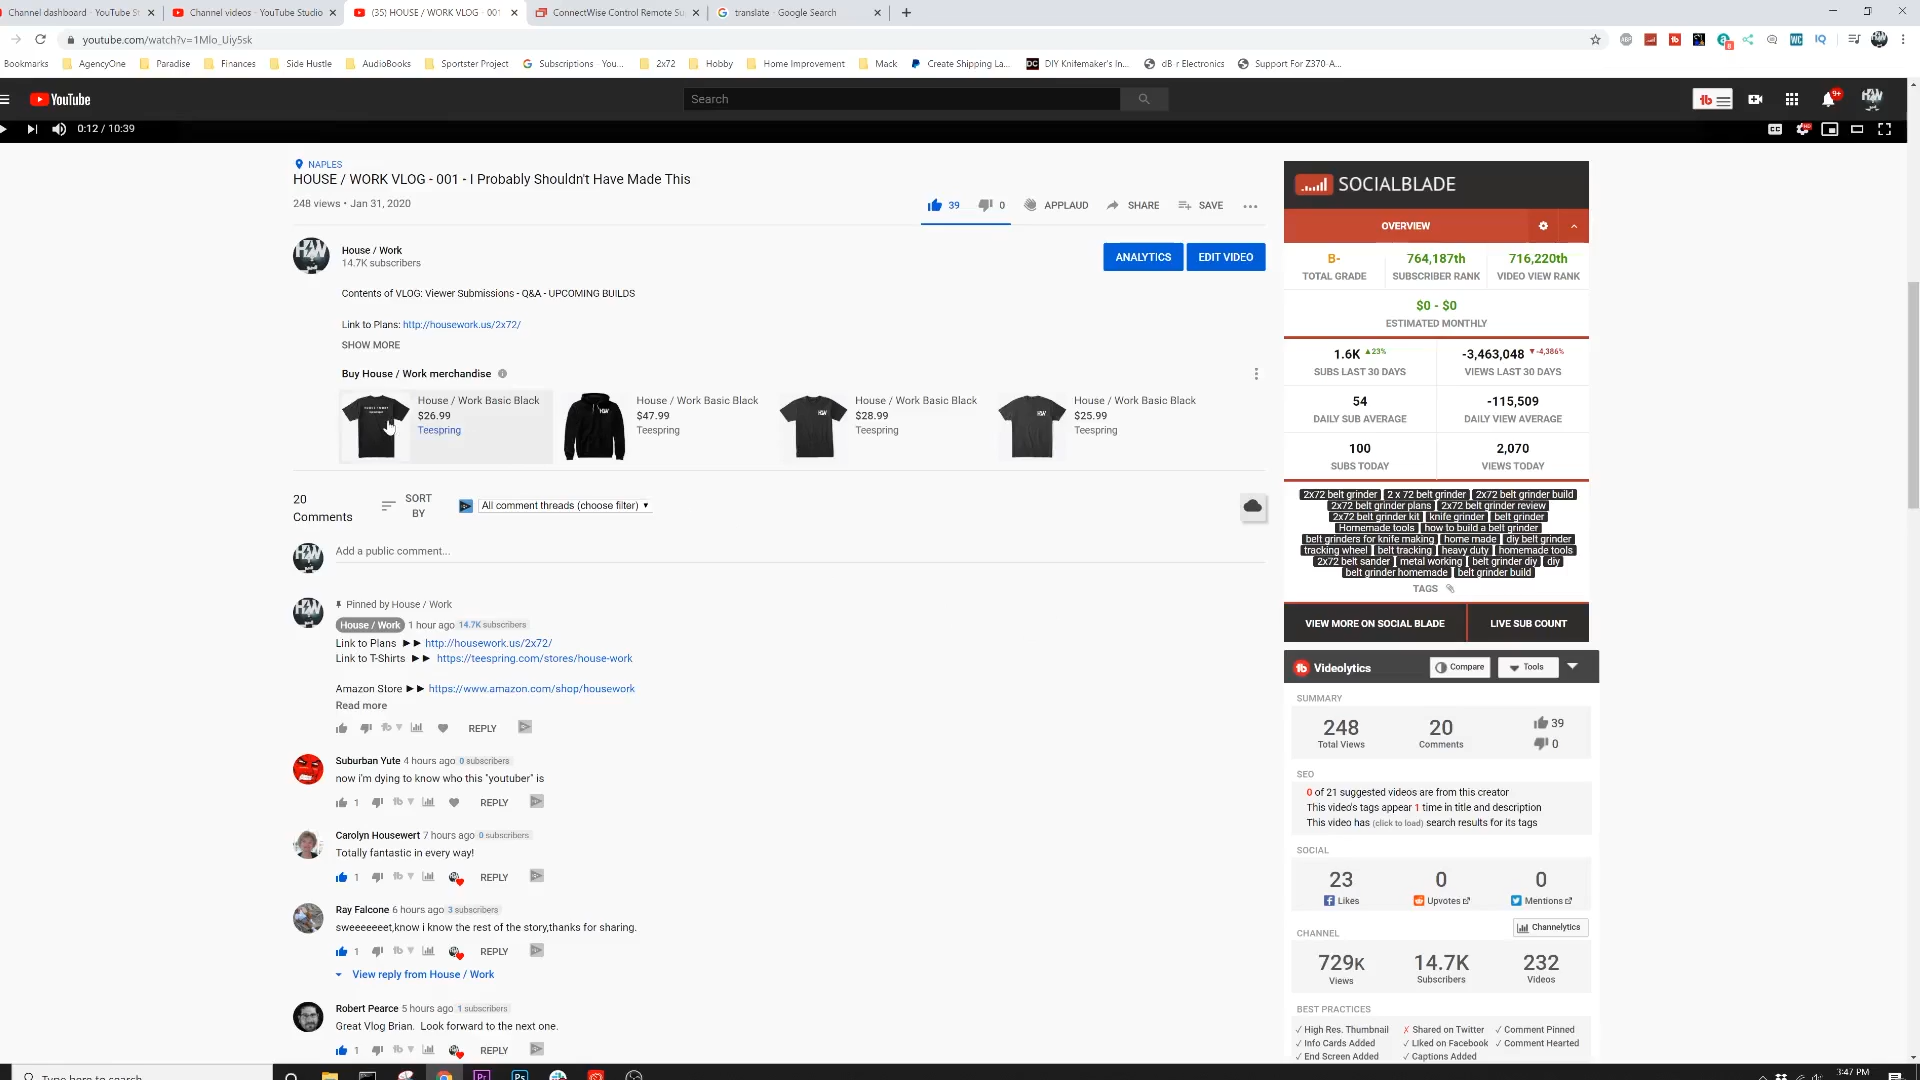 Channel dashboard - YouTube St
Channel videos - YouTube Studio
(35) HOUSE / WORK VLOG - 001
ConnectWise Control Remote Su
translate - Google Search
youtube.com/watch?v=1Mlo_Uiy5sk
Bookmarks
AgencyOne
Paradise
Finances
Side Hustle
AudioBooks
Sportster Project
Subscriptions - You...
2x72
Hobby
Home Improvement
Mack
Create Shipping La...
DIY Knifemaker's In...
dB·r Electronics
Support For Z370-A...
YouTube
Search
9+
0:12 / 10:39
NAPLES
HOUSE / WORK VLOG - 001 - I Probably Shouldn't Have Made This
248 views • Jan 31, 2020
39
0
APPLAUD
SHARE
SAVE
House / Work
14.7K subscribers
ANALYTICS
EDIT VIDEO
Contents of VLOG: Viewer Submissions - Q&A - UPCOMING BUILDS
Link to Plans: http://housework.us/2x72/
SHOW MORE
Buy House / Work merchandise
House / Work Basic Black
$26.99
Teespring
House / Work Basic Black
$47.99
Teespring
House / Work Basic Black
$28.99
Teespring
House / Work Basic Black
$25.99
Teespring
20
Comments
SORT
BY
All comment threads (choose filter)
Add a public comment...
Pinned by House / Work
House / Work 1 hour ago 14.7K subscribers
Link to Plans ►► http://housework.us/2x72/
Link to T-Shirts ►► https://teespring.com/stores/house-work
Amazon Store ►► https://www.amazon.com/shop/housework
Read more
REPLY
Suburban Yute 4 hours ago 0 subscribers
now i'm dying to know who this "youtuber" is
1 REPLY
Carolyn Housewert 7 hours ago 0 subscribers
Totally fantastic in every way!
1 REPLY
Ray Falcone 6 hours ago 3 subscribers
sweeeeeeet,know i know the rest of the story,thanks for sharing.
1 REPLY
View reply from House / Work
Robert Pearce 5 hours ago 1 subscribers
Great Vlog Brian. Look forward to the next one.
1 REPLY
SOCIALBLADE
OVERVIEW
B-
TOTAL GRADE
764,187th
SUBSCRIBER RANK
716,220th
VIDEO VIEW RANK
$0 - $0
ESTIMATED MONTHLY
1.6K ▲23%
SUBS LAST 30 DAYS
-3,463,048 ▼-4,386%
VIEWS LAST 30 DAYS
54
DAILY SUB AVERAGE
-115,509
DAILY VIEW AVERAGE
100
SUBS TODAY
2,070
VIEWS TODAY
2x72 belt grinder 2 x 72 belt grinder 2x72 belt grinder build
2x72 belt grinder plans 2x72 belt grinder review
2x72 belt grinder kit knife grinder belt grinder
Homemade tools how to build a belt grinder
belt grinders for knife making home made diy belt grinder
tracking wheel belt tracking heavy duty homemade tools
2x72 belt sander metal working belt grinder diy diy
belt grinder homemade belt grinder build
TAGS
VIEW MORE ON SOCIAL BLADE
LIVE SUB COUNT
Videolytics
Compare
Tools
SUMMARY
248
Total Views
20
Comments
39
0
SEO
0 of 21 suggested videos are from this creator
This video's tags appear 1 time in title and description
This video has (click to load) search results for its tags
SOCIAL
23
Likes
0
Upvotes
0
Mentions
CHANNEL
Channelytics
729K
Views
14.7K
Subscribers
232
Videos
BEST PRACTICES
✓ High Res. Thumbnail ✗ Shared on Twitter ✓ Comment Pinned
✓ Info Cards Added ✓ Liked on Facebook ✓ Comment Hearted
✓ End Screen Added ✓ Captions Added
Type here to search
3:47 PM